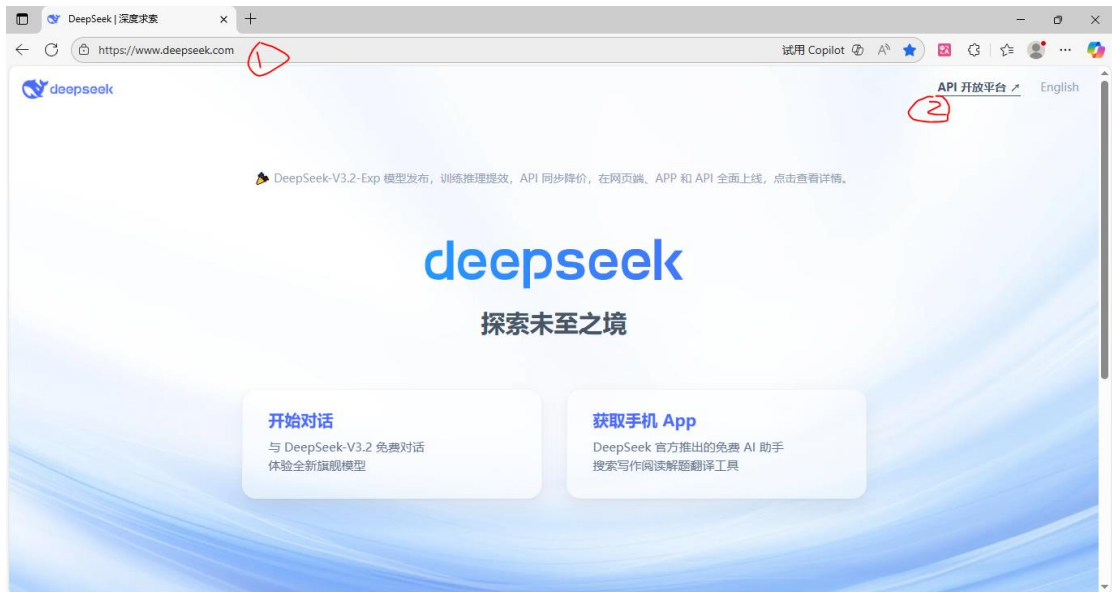 DeepSeek | 深度求索
https://www.deepseek.com
1
试用 Copilot
deepseek
API 开放平台 ↗
English
2
DeepSeek-V3.2-Exp 模型发布，训练推理提效，API 同步降价，在网页端、APP 和 API 全面上线，点击查看详情。
deepseek
探索未至之境
开始对话
与 DeepSeek-V3.2 免费对话
体验全新旗舰模型
获取手机 App
DeepSeek 官方推出的免费 AI 助手
搜索写作阅读解题翻译工具